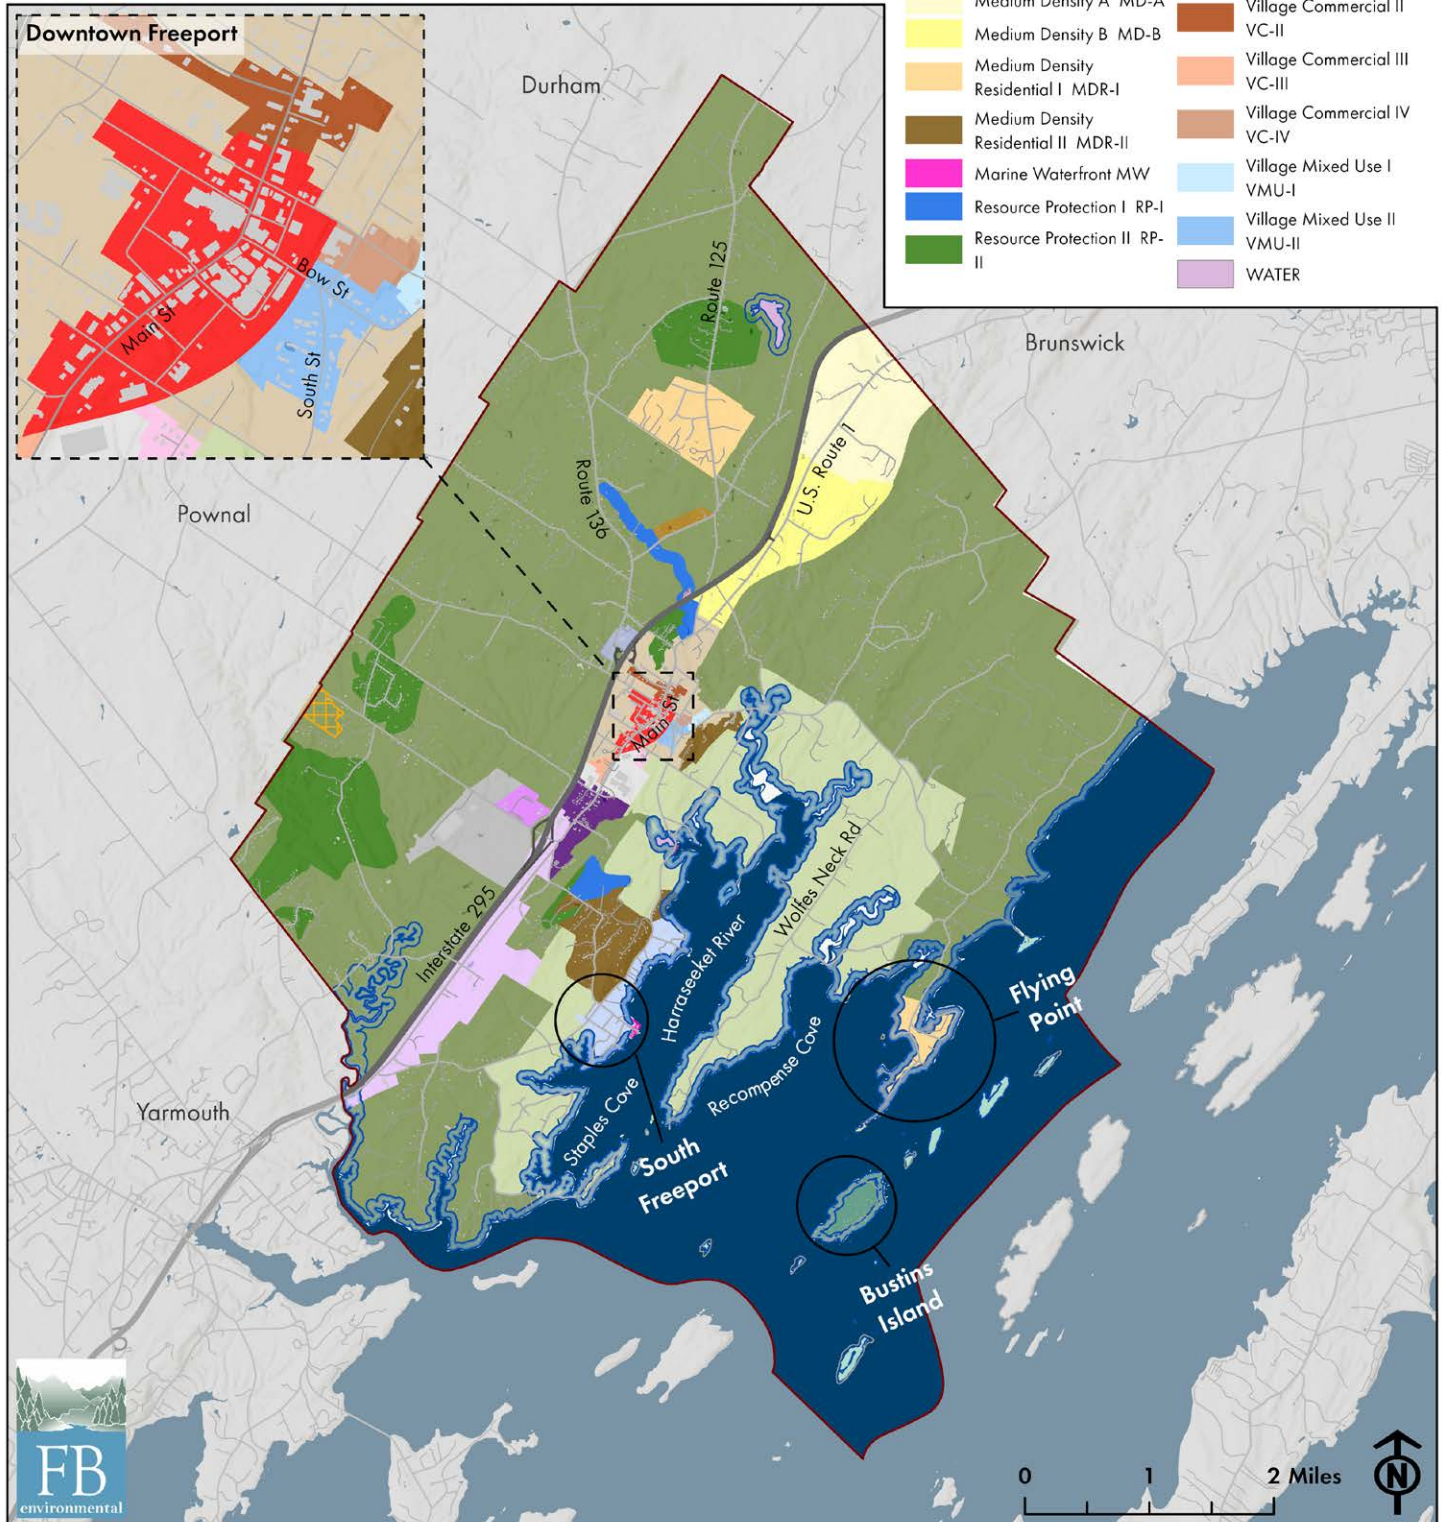 Medium Density A  MD-A
Medium Density B  MD-B
Medium Density
Residential I  MDR-I
Medium Density
Residential II  MDR-II
Marine Waterfront MW
Resource Protection I  RP-I
Resource Protection II  RP-
II
Village Commercial II
VC-II
Village Commercial III
VC-III
Village Commercial IV
VC-IV
Village Mixed Use I
VMU-I
Village Mixed Use II
VMU-II
WATER
Downtown Freeport
Bow St
Main St
South St
Durham
Route 125
Brunswick
U.S. Route 1
Route 136
Pownal
Main St
Wolfes Neck Rd
Interstate 295
Harraseeket River
Flying
Point
Recompense Cove
Yarmouth
Staples Cove
South
Freeport
Bustins
Island
FB
environmental
0 1 2 Miles
N